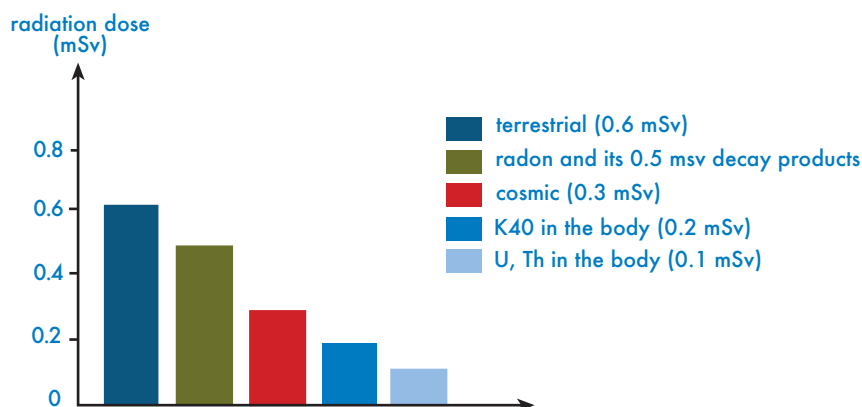 radiation dose
(mSv)
0.8
0.6
0.4
0.2
0
terrestrial (0.6 mSv)
radon and its 0.5 msv decay products
cosmic (0.3 mSv)
K40 in the body (0.2 mSv)
U, Th in the body (0.1 mSv)